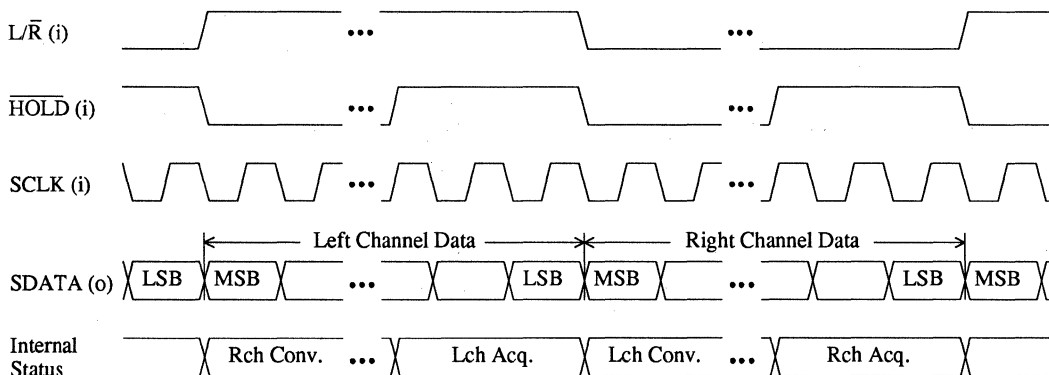 L/R̅ (i)
•••
•••
H̅O̅L̅D̅ (i)
•••
•••
SCLK (i)
•••
•••
Left Channel Data
Right Channel Data
SDATA (o)
LSB
MSB
•••
LSB
MSB
•••
LSB
MSB
Internal
Status
Rch Conv.
•••
Lch Acq.
Lch Conv.
•••
Rch Acq.